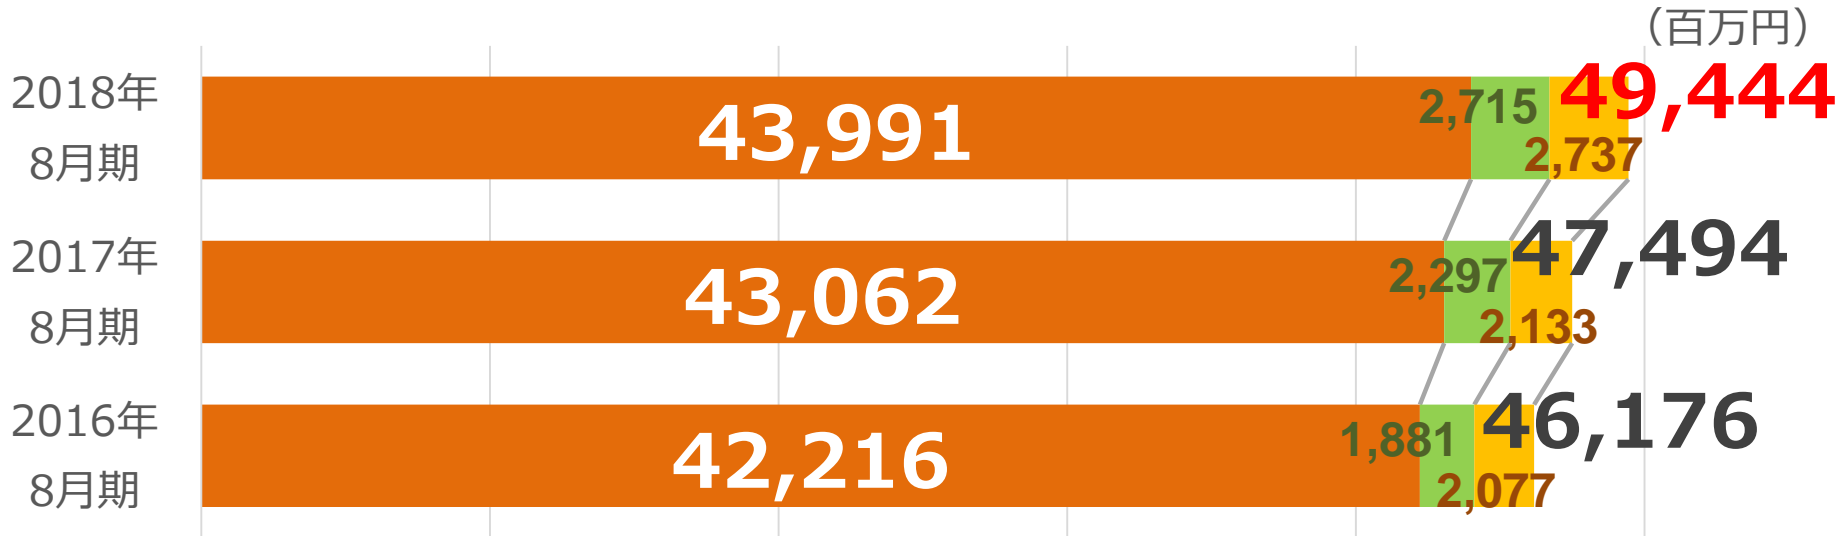 （百万円）
2018年
8月期
43,991
2,715
2,737
49,444
2017年
8月期
43,062
2,297
2,133
47,494
2016年
8月期
42,216
1,881
2,077
46,176